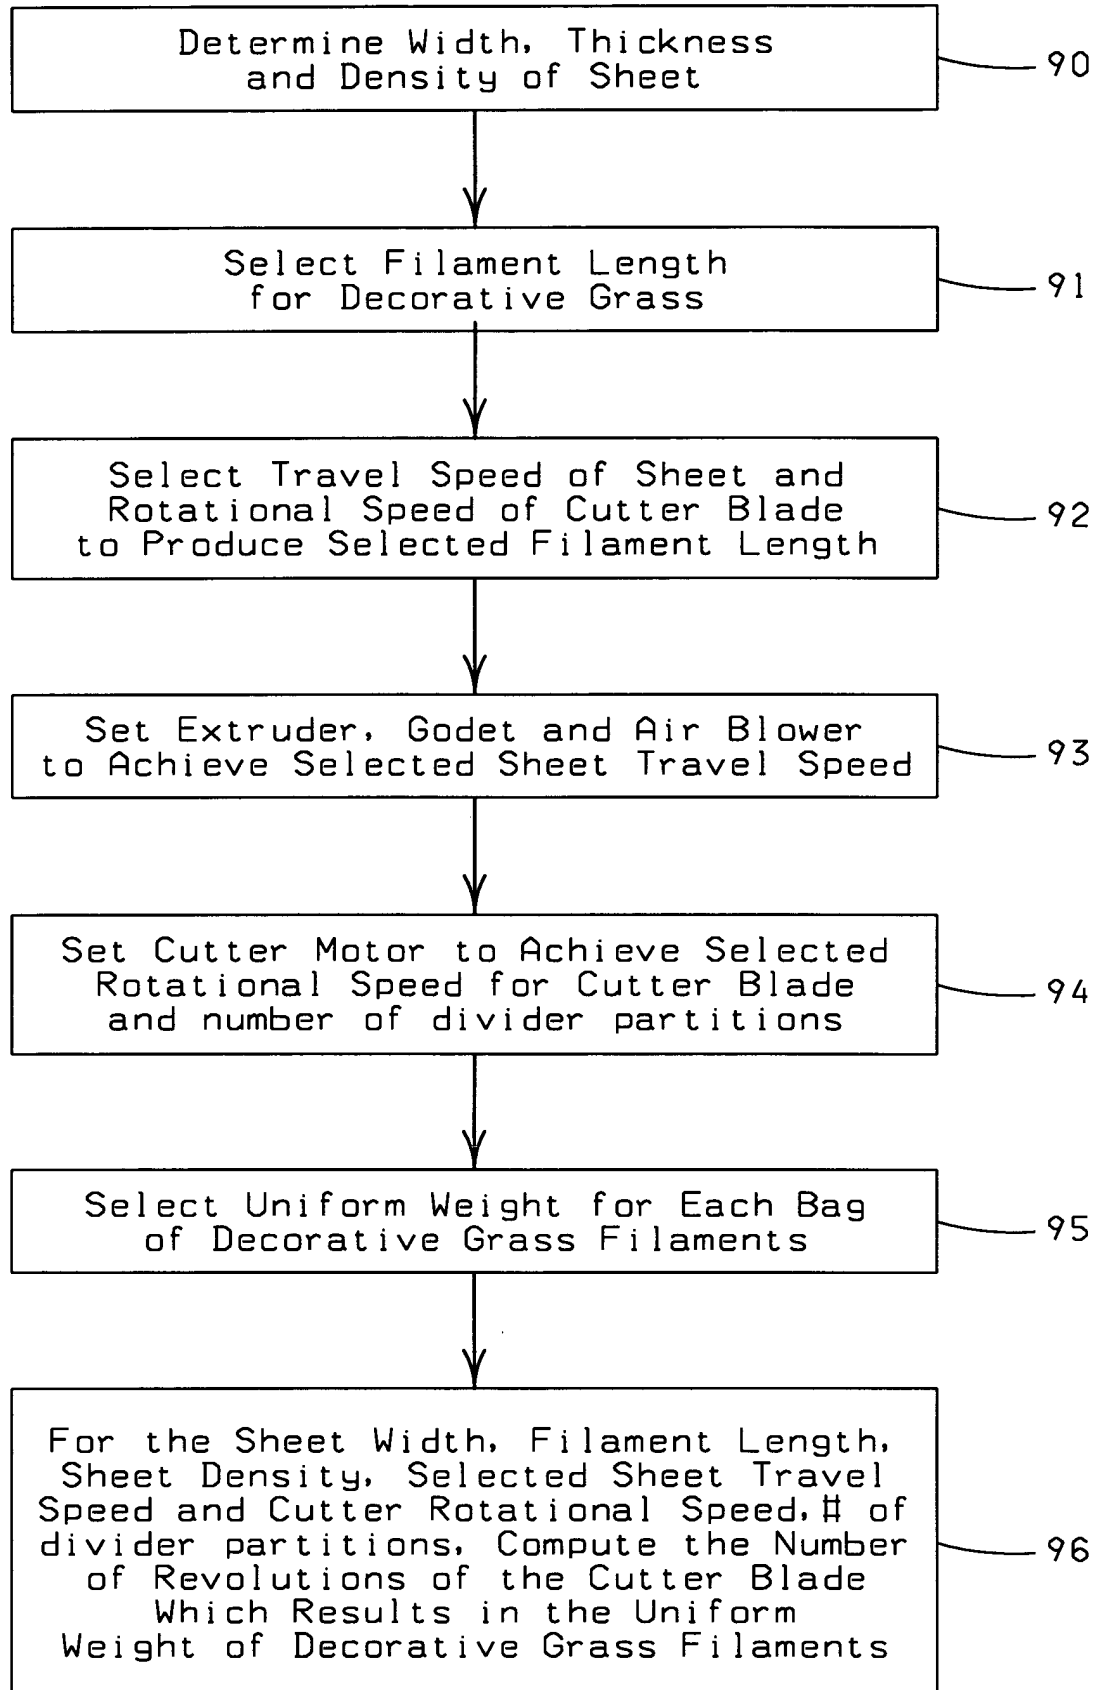 Determine Width, Thickness
and Density of Sheet
90
Select Filament Length
for Decorative Grass
91
Select Travel Speed of Sheet and
Rotational Speed of Cutter Blade
to Produce Selected Filament Length
92
Set Extruder, Godet and Air Blower
to Achieve Selected Sheet Travel Speed
93
Set Cutter Motor to Achieve Selected
Rotational Speed for Cutter Blade
and number of divider partitions
94
Select Uniform Weight for Each Bag
of Decorative Grass Filaments
95
For the Sheet Width, Filament Length,
Sheet Density, Selected Sheet Travel
Speed and Cutter Rotational Speed, # of
divider partitions, Compute the Number
of Revolutions of the Cutter Blade
Which Results in the Uniform
Weight of Decorative Grass Filaments
96